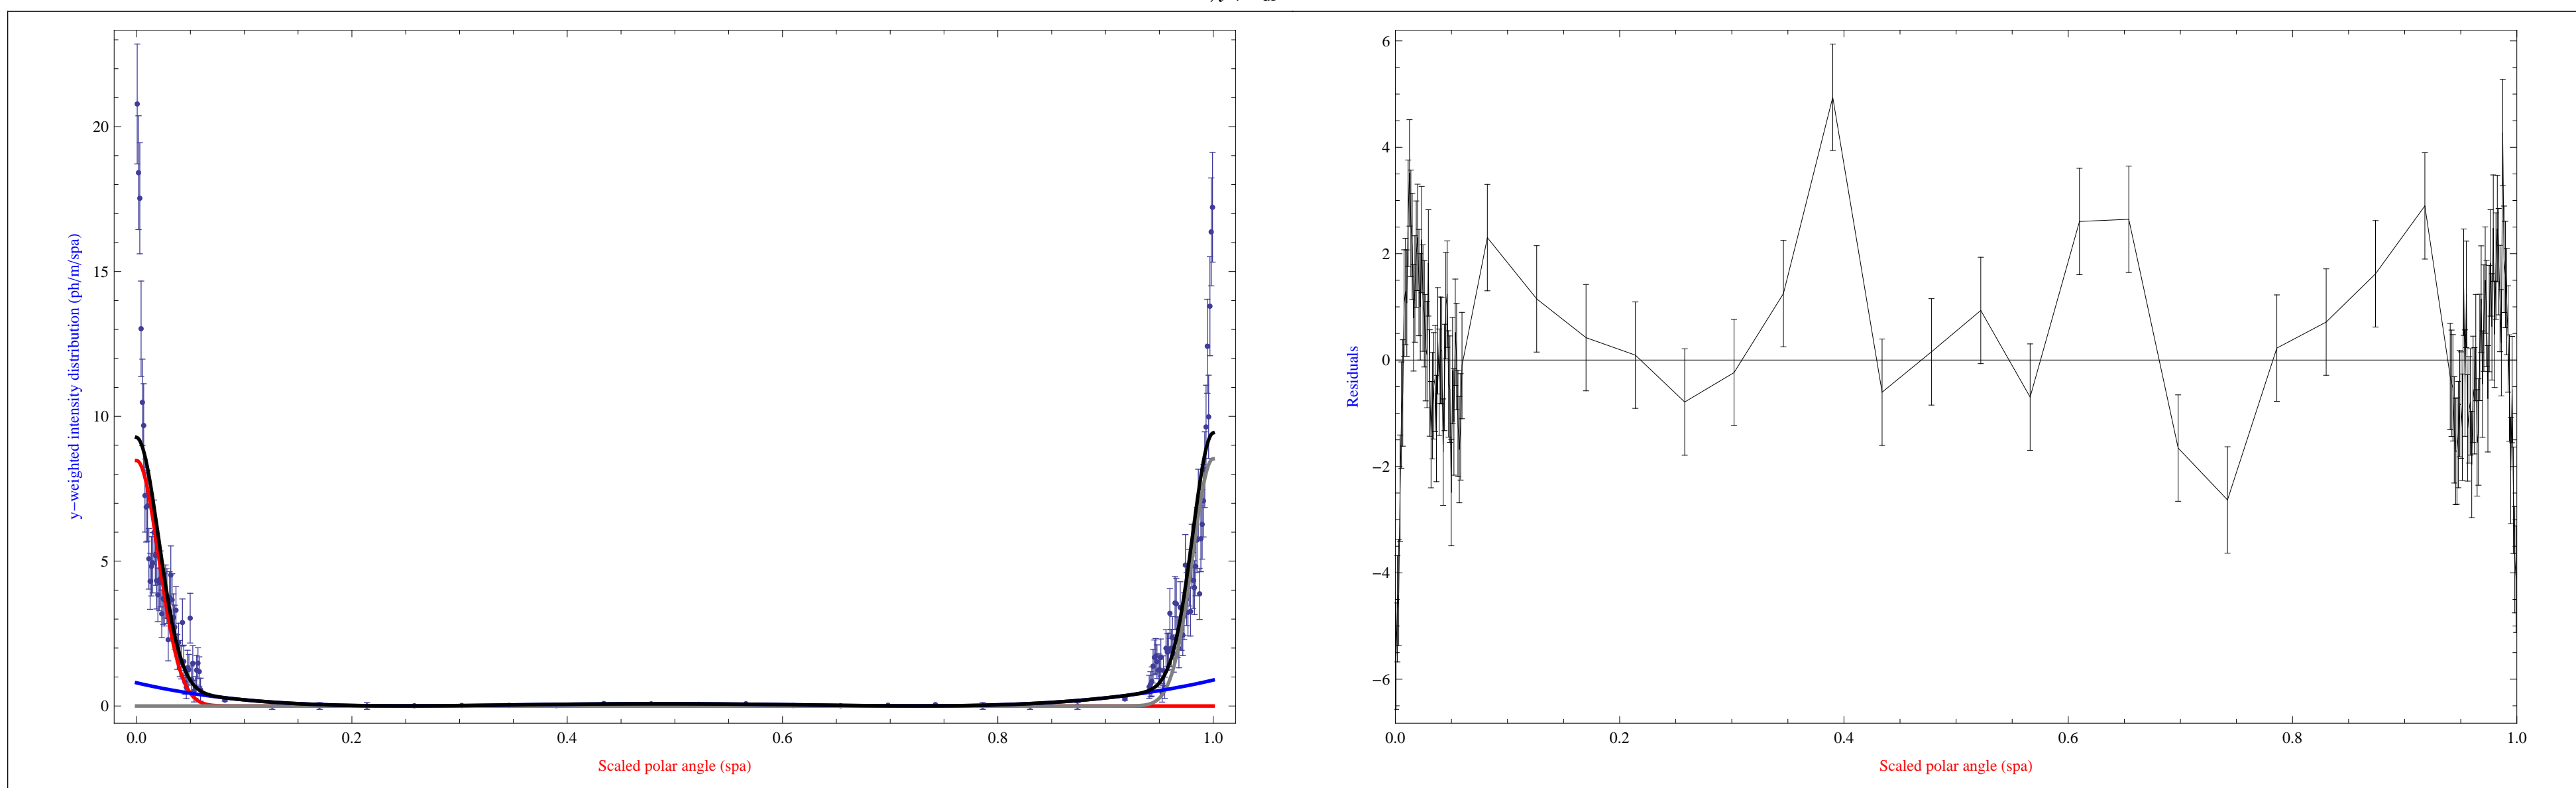 20
15
10
5
0
y−weighted intensity distribution (ph/m/spa)
0.0 0.2 0.4 0.6 0.8 1.0
Scaled polar angle (spa)
6
4
2
0
−2
−4
−6
Residuals
0.0 0.2 0.4 0.6 0.8 1.0
Scaled polar angle (spa)